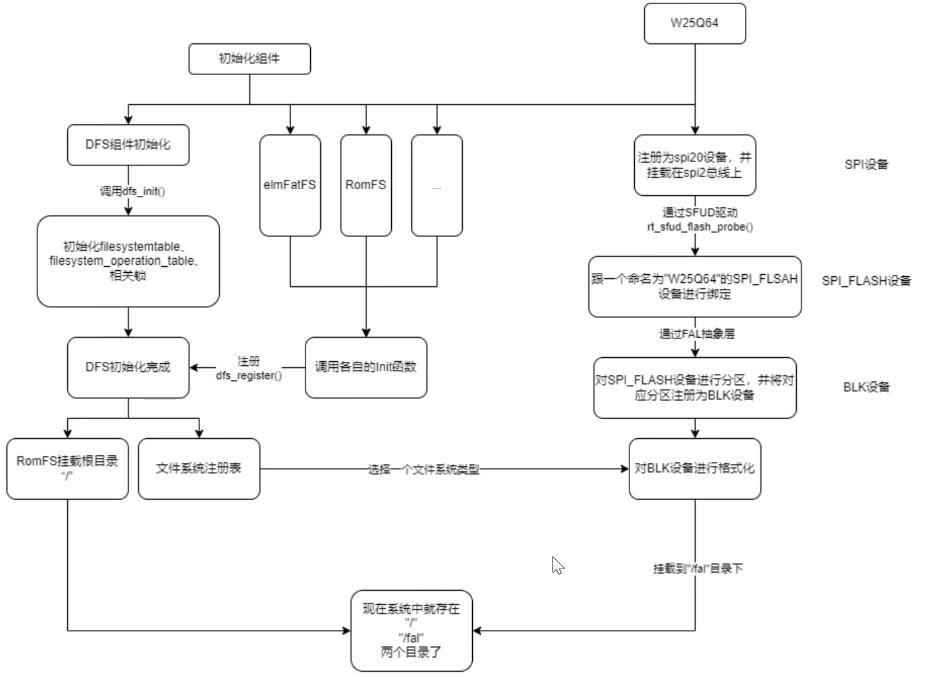 W25Q64
初始化组件
DFS组件初始化
elmFatFS
RomFS
...
注册为spi20设备，并
挂载在spi2总线上
SPI设备
调用dfs_init()
通过SFUD驱动
rt_sfud_flash_probe()
初始化filesystemtable、
filesystem_operation_table、
相关锁
跟一个命名为"W25Q64"的SPI_FLSAH
设备进行绑定
SPI_FLASH设备
通过FAL抽象层
DFS初始化完成
注册
dfs_register()
调用各自的Init函数
对SPI_FLASH设备进行分区，并将对
应分区注册为BLK设备
BLK设备
RomFS挂载根目录
"/"
文件系统注册表
选择一个文件系统类型
对BLK设备进行格式化
挂载到"/fal"目录下
现在系统中就存在
"/"
"/fal"
两个目录了